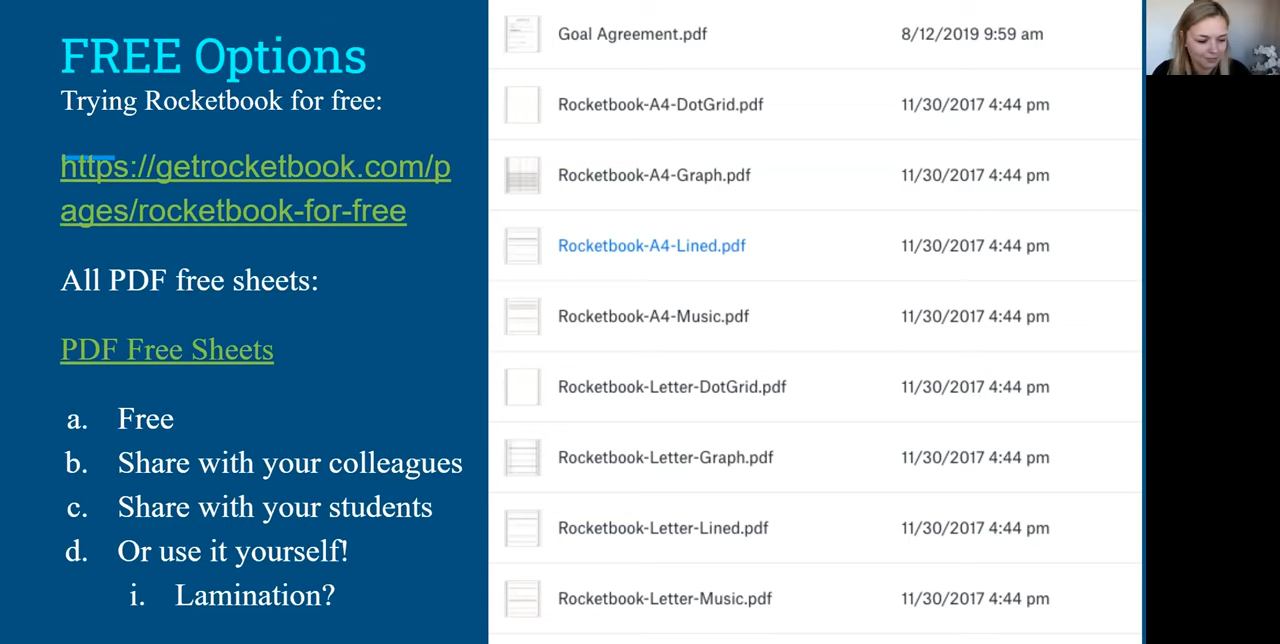 FREE Options
Trying Rocketbook for free:
https://getrocketbook.com/p
ages/rocketbook-for-free
All PDF free sheets:
PDF Free Sheets
a. Free
b. Share with your colleagues
c. Share with your students
d. Or use it yourself!
i. Lamination?
Goal Agreement.pdf 8/12/2019 9:59 am
Rocketbook-A4-DotGrid.pdf 11/30/2017 4:44 pm
Rocketbook-A4-Graph.pdf 11/30/2017 4:44 pm
Rocketbook-A4-Lined.pdf 11/30/2017 4:44 pm
Rocketbook-A4-Music.pdf 11/30/2017 4:44 pm
Rocketbook-Letter-DotGrid.pdf 11/30/2017 4:44 pm
Rocketbook-Letter-Graph.pdf 11/30/2017 4:44 pm
Rocketbook-Letter-Lined.pdf 11/30/2017 4:44 pm
Rocketbook-Letter-Music.pdf 11/30/2017 4:44 pm